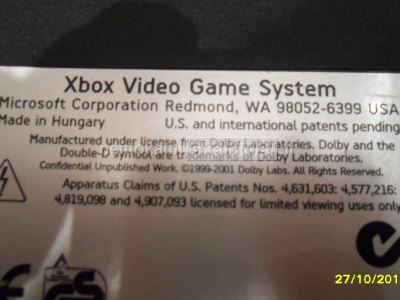 Xbox Video Game System
Microsoft Corporation Redmond, WA 98052-6399 USA
Made in Hungary U.S. and international patents pending
Manufactured under license from Dolby Laboratories. Dolby and the
Double-D symbol are trademarks of Dolby Laboratories.
Confidential Unpublished Work. ©1999-2001 Dolby Labs. All Rights Reserved.
Apparatus Claims of U.S. Patents Nos. 4,631,603; 4,577,216;
4,819,098 and 4,907,093 licensed for limited viewing uses only
27/10/201